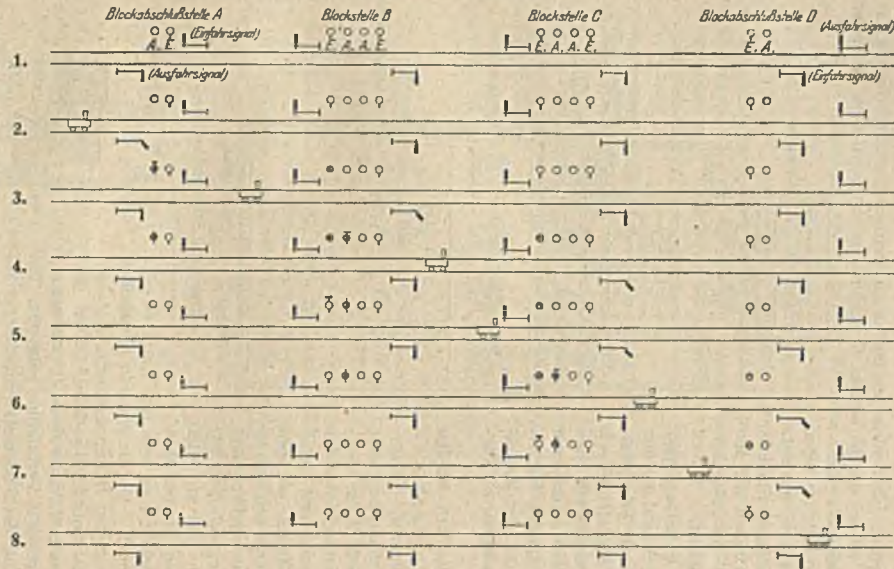 Blockabschlußstelle A Blockstelle B Blockstelle C Blockabschlußstelle D
A. E. (Einfahrsignal) E. A. A. E. E. A. A. E. E. A. (Ausfahrsignal)
1.
(Ausfahrsignal) (Einfahrsignal)
2.
3.
4.
5.
6.
7.
8.